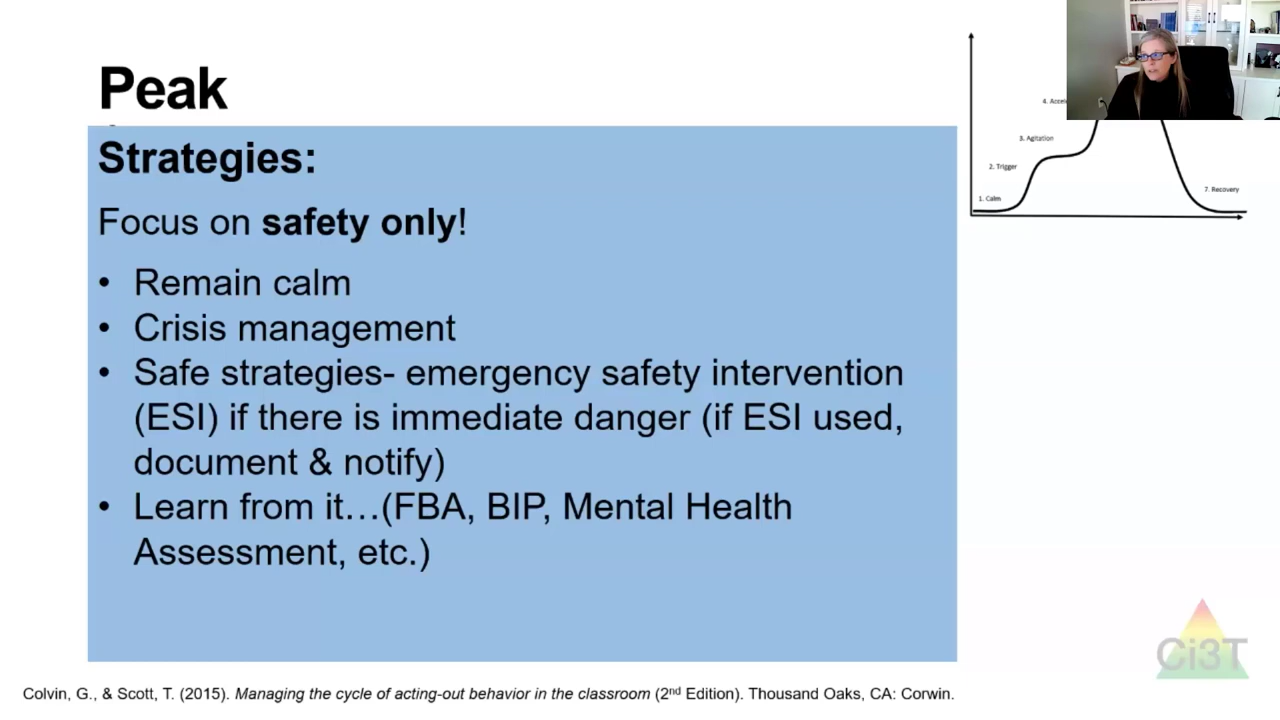 Peak
Strategies:
Focus on safety only!
• Remain calm
• Crisis management
• Safe strategies- emergency safety intervention
(ESI) if there is immediate danger (if ESI used,
document & notify)
• Learn from it…(FBA, BIP, Mental Health
Assessment, etc.)
4. Accel
3. Agitation
2. Trigger
1. Calm
7. Recovery
Ci3T
Colvin, G., & Scott, T. (2015). Managing the cycle of acting-out behavior in the classroom (2nd Edition). Thousand Oaks, CA: Corwin.